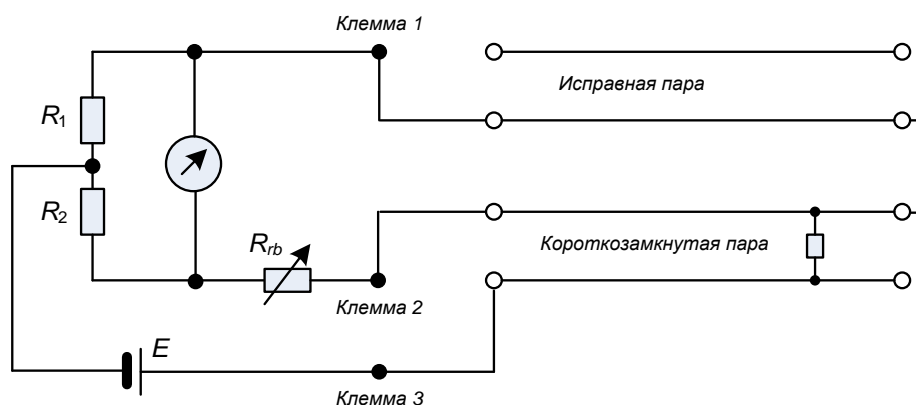 Клемма 1
Исправная пара
R1
R2
Rrb
Короткозамкнутая пара
Клемма 2
E
Клемма 3